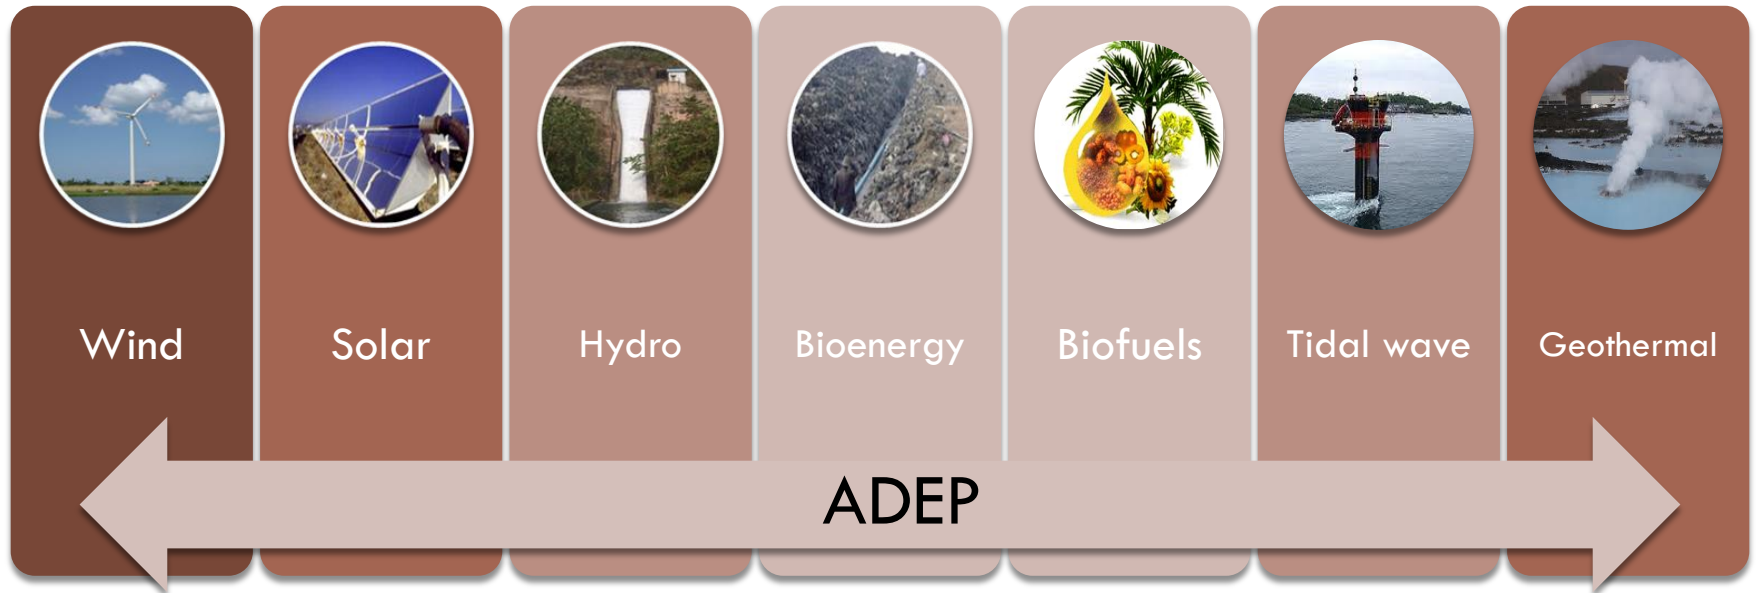 Wind
Solar
Hydro
Bioenergy
Biofuels
Tidal wave
Geothermal
ADEP